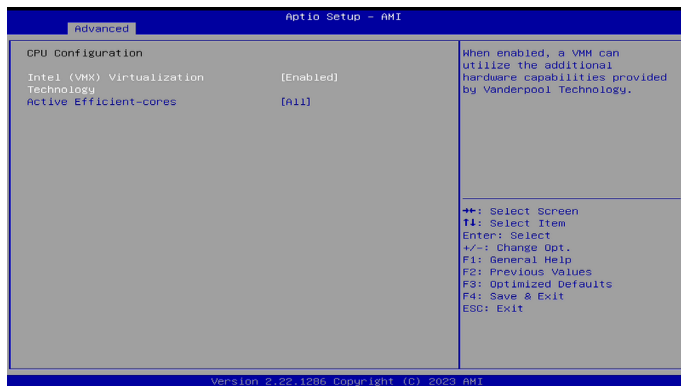 Aptio Setup - AMI
Advanced
CPU Configuration
Intel (VMX) Virtualization [Enabled]
Technology
Active Efficient-cores [All]
When enabled, a VMM can
utilize the additional
hardware capabilities provided
by Vanderpool Technology.
→←: Select Screen
↑↓: Select Item
Enter: Select
+/-: Change Opt.
F1: General Help
F2: Previous Values
F3: Optimized Defaults
F4: Save & Exit
ESC: Exit
Version 2.22.1286 Copyright (C) 2023 AMI